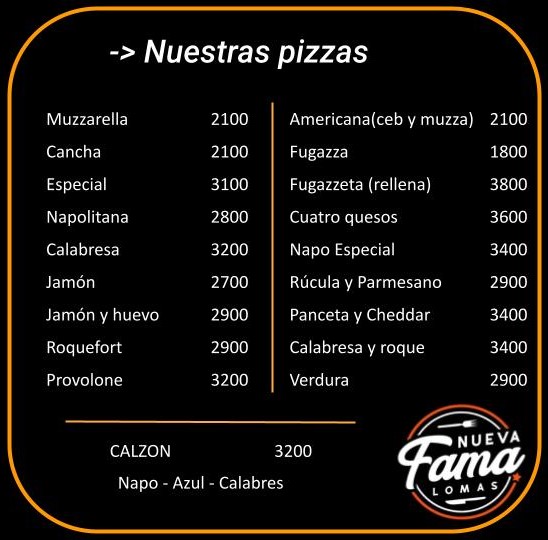 -> Nuestras pizzas
Muzzarella 2100
Cancha 2100
Especial 3100
Napolitana 2800
Calabresa 3200
Jamón 2700
Jamón y huevo 2900
Roquefort 2900
Provolone 3200
Americana(ceb y muzza) 2100
Fugazza 1800
Fugazzeta (rellena) 3800
Cuatro quesos 3600
Napo Especial 3400
Rúcula y Parmesano 2900
Panceta y Cheddar 3400
Calabresa y roque 3400
Verdura 2900
CALZON 3200
Napo - Azul - Calabres
NUEVA
Fama
LOMAS